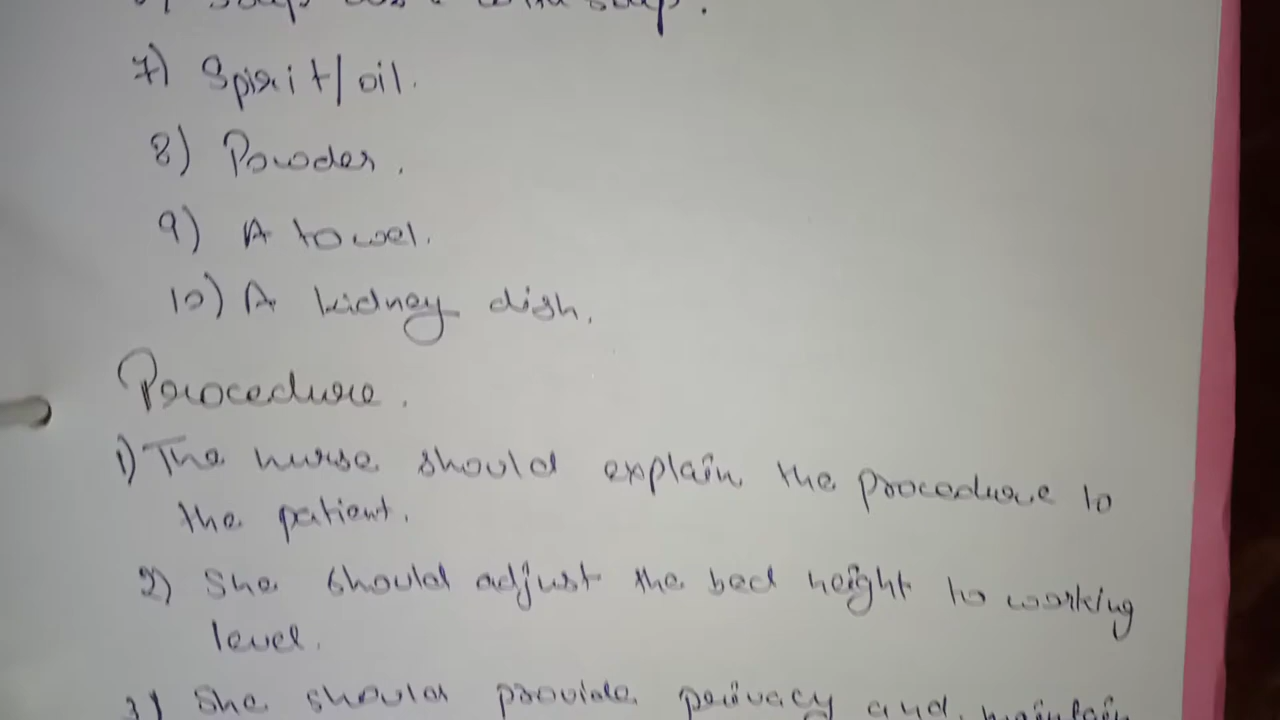 7) Spirit/oil.
8) Powder.
9) A towel.
10) A kidney dish.
Procedure.
1) The nurse should explain the procedure to
the patient.
2) She should adjust the bed height to working
level.
3) She should provide privacy and maintain